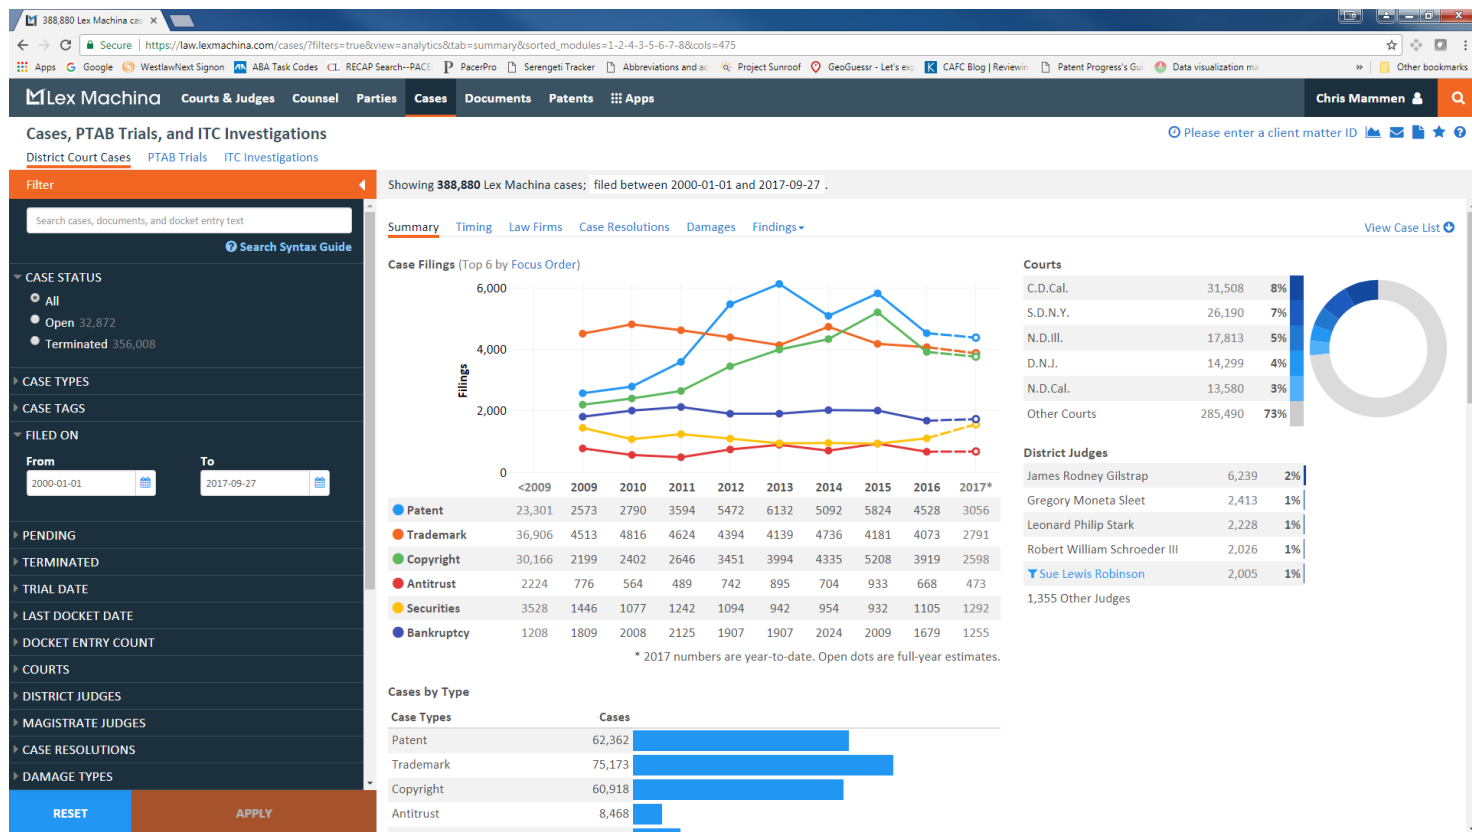 388,880 Lex Machina cas
Secure https://law.lexmachina.com/cases/?filters=true&view=analytics&tab=summary&sorted_modules=1-2-4-3-5-6-7-8&cols=475
Apps Google WestlawNext Signon ABA Task Codes RECAP Search--PACE PacerPro Serengeti Tracker Abbreviations and ac Project Sunroof GeoGuessr - Let's exp CAFC Blog | Reviewin Patent Progress's Gui Data visualization ma » Other bookmarks
Lex Machina Courts & Judges Counsel Parties Cases Documents Patents Apps Chris Mammen
Cases, PTAB Trials, and ITC Investigations
Please enter a client matter ID
District Court Cases PTAB Trials ITC Investigations
Filter
Showing 388,880 Lex Machina cases; filed between 2000-01-01 and 2017-09-27 .
Search cases, documents, and docket entry text
Search Syntax Guide
CASE STATUS
All
Open 32,872
Terminated 356,008
CASE TYPES
CASE TAGS
FILED ON
From To
2000-01-01 2017-09-27
PENDING
TERMINATED
TRIAL DATE
LAST DOCKET DATE
DOCKET ENTRY COUNT
COURTS
DISTRICT JUDGES
MAGISTRATE JUDGES
CASE RESOLUTIONS
DAMAGE TYPES
RESET APPLY
Summary Timing Law Firms Case Resolutions Damages Findings
View Case List
Case Filings (Top 6 by Focus Order)
6,000
4,000
2,000
0
Filings
<2009 2009 2010 2011 2012 2013 2014 2015 2016 2017*
Patent 23,301 2573 2790 3594 5472 6132 5092 5824 4528 3056
Trademark 36,906 4513 4816 4624 4394 4139 4736 4181 4073 2791
Copyright 30,166 2199 2402 2646 3451 3994 4335 5208 3919 2598
Antitrust 2224 776 564 489 742 895 704 933 668 473
Securities 3528 1446 1077 1242 1094 942 954 932 1105 1292
Bankruptcy 1208 1809 2008 2125 1907 1907 2024 2009 1679 1255
* 2017 numbers are year-to-date. Open dots are full-year estimates.
Cases by Type
Case Types Cases
Patent 62,362
Trademark 75,173
Copyright 60,918
Antitrust 8,468
Courts
C.D.Cal. 31,508 8%
S.D.N.Y. 26,190 7%
N.D.Ill. 17,813 5%
D.N.J. 14,299 4%
N.D.Cal. 13,580 3%
Other Courts 285,490 73%
District Judges
James Rodney Gilstrap 6,239 2%
Gregory Moneta Sleet 2,413 1%
Leonard Philip Stark 2,228 1%
Robert William Schroeder III 2,026 1%
Sue Lewis Robinson 2,005 1%
1,355 Other Judges